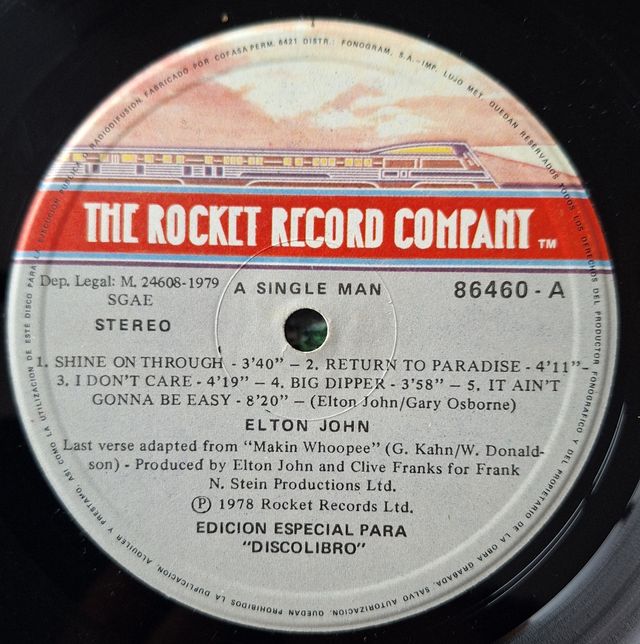 RADIODIFUSION. FABRICADO POR COFASA PERM. 6421 DISTR.: FONOGRAM, S.A.-IMP. LUJO MET. QUEDAN RESERVADOS TODOS LOS DERECHOS DEL PRODUCTOR FONOGRAFICO Y DEL PROPIETARIO DE LA OBRA GRABADA. SALVO AUTORIZACION, QUEDAN PROHIBIDOS LA DUPLICACION, ALQUILER Y PRESTAMO, ASI COMO LA UTILIZACION DE ESTE DISCO PARA LA EJECUCION PUBLICA
THE ROCKET RECORD COMPANY TM
Dep. Legal: M. 24608-1979 A SINGLE MAN 86460 - A
SGAE
STEREO
1. SHINE ON THROUGH - 3'40" – 2. RETURN TO PARADISE - 4'11" –
3. I DON'T CARE - 4'19" – 4. BIG DIPPER - 3'58" – 5. IT AIN'T
GONNA BE EASY - 8'20" – (Elton John/Gary Osborne)
ELTON JOHN
Last verse adapted from "Makin Whoopee" (G. Kahn/W. Donald-
son) - Produced by Elton John and Clive Franks for Frank
N. Stein Productions Ltd.
Ⓟ 1978 Rocket Records Ltd.
EDICION ESPECIAL PARA
"DISCOLIBRO"